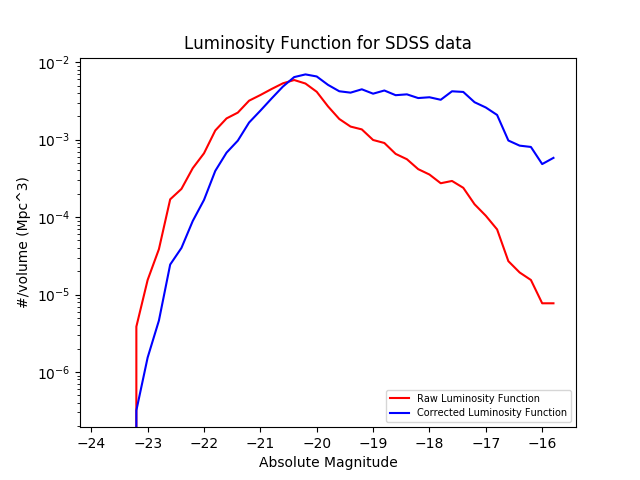 Luminosity Function for SDSS data
#/volume (Mpc^3)
10⁻²
10⁻³
10⁻⁴
10⁻⁵
10⁻⁶
Raw Luminosity Function
Corrected Luminosity Function
−24 −23 −22 −21 −20 −19 −18 −17 −16
Absolute Magnitude